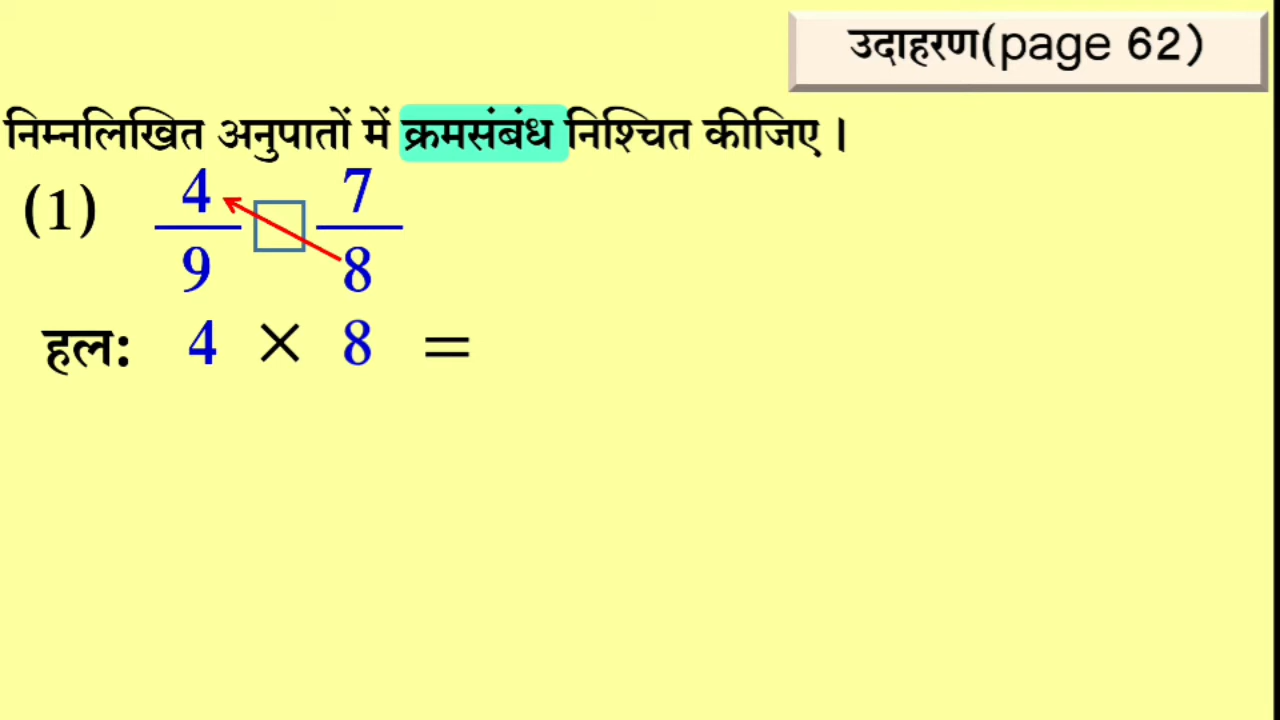 उदाहरण(page 62)
निम्नलिखित अनुपातों में क्रमसंबंध निश्चित कीजिए ।
(1) 4/9 □ 7/8
हल: 4 × 8 =